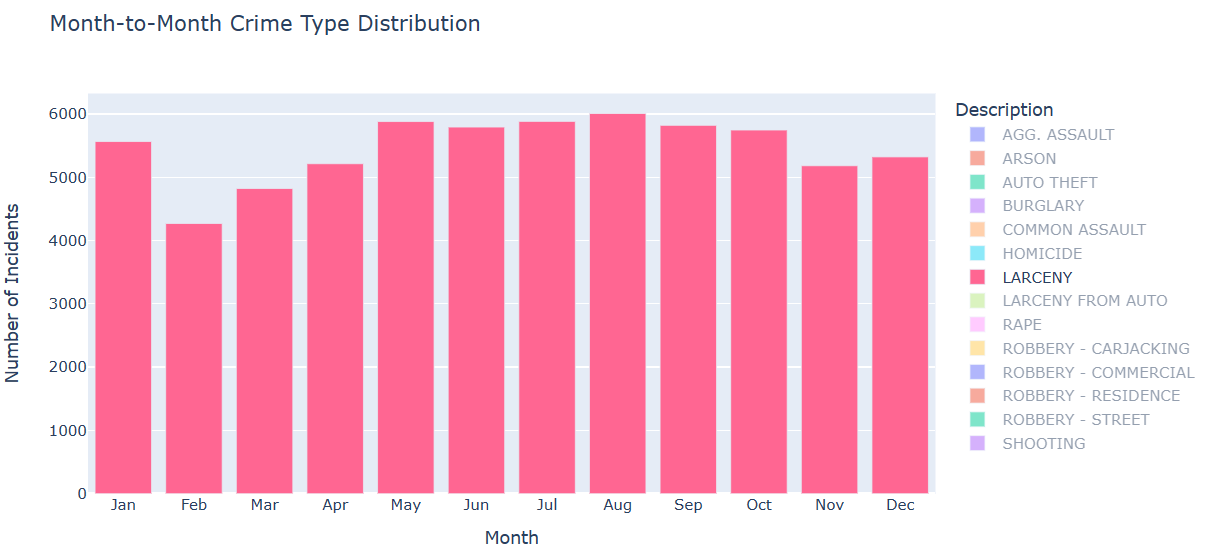 Month-to-Month Crime Type Distribution
Number of Incidents
6000
5000
4000
3000
2000
1000
0
Jan Feb Mar Apr May Jun Jul Aug Sep Oct Nov Dec
Month
Description
AGG. ASSAULT
ARSON
AUTO THEFT
BURGLARY
COMMON ASSAULT
HOMICIDE
LARCENY
LARCENY FROM AUTO
RAPE
ROBBERY - CARJACKING
ROBBERY - COMMERCIAL
ROBBERY - RESIDENCE
ROBBERY - STREET
SHOOTING